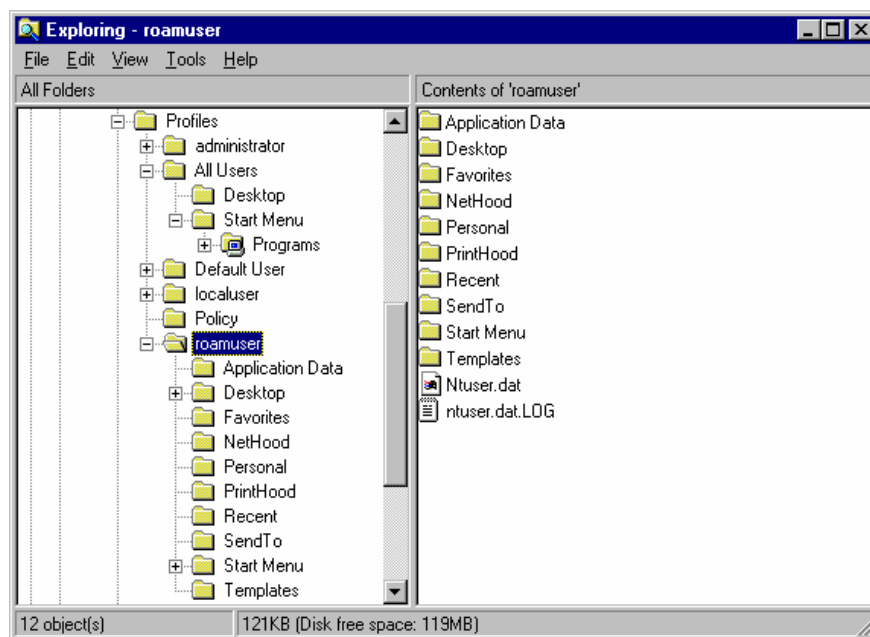 Exploring - roamuser
File Edit View Tools Help
All Folders
Contents of 'roamuser'
Profiles
administrator
All Users
Desktop
Start Menu
Programs
Default User
localuser
Policy
roamuser
Application Data
Desktop
Favorites
NetHood
Personal
PrintHood
Recent
SendTo
Start Menu
Templates
Application Data
Desktop
Favorites
NetHood
Personal
PrintHood
Recent
SendTo
Start Menu
Templates
Ntuser.dat
ntuser.dat.LOG
12 object(s)
121KB (Disk free space: 119MB)